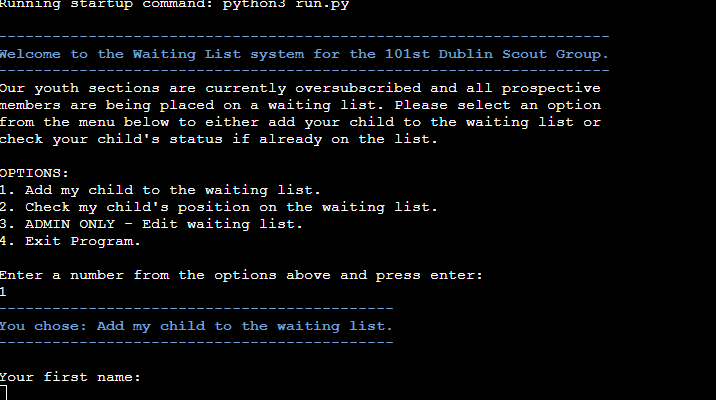 Running startup command: python3 run.py
---------------------------------------------------------------------
Welcome to the Waiting List system for the 101st Dublin Scout Group.
---------------------------------------------------------------------
Our youth sections are currently oversubscribed and all prospective
members are being placed on a waiting list. Please select an option
from the menu below to either add your child to the waiting list or
check your child's status if already on the list.
OPTIONS:
1. Add my child to the waiting list.
2. Check my child's position on the waiting list.
3. ADMIN ONLY - Edit waiting list.
4. Exit Program.
Enter a number from the options above and press enter:
1
---------------------------------------------
You chose: Add my child to the waiting list.
---------------------------------------------
Your first name: